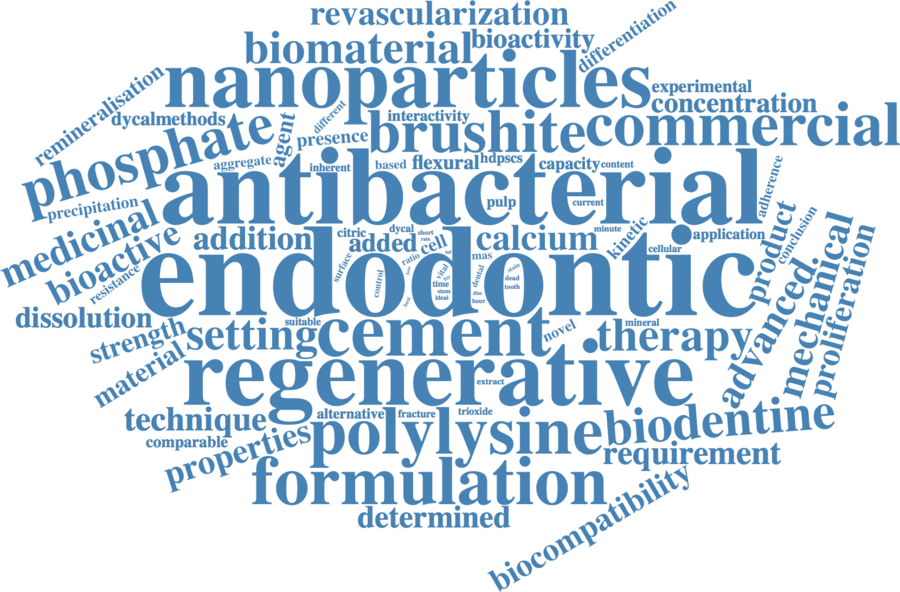 revascularization
biomaterial
bioactivity
differentiation
nanoparticles
experimental
concentration
remineralisation
dycalmethods
different
interactivity
phosphate
agent
presence
brushite
commercial
aggregate
inherent
based
flexural
hdpscs
capacity
content
antibacterial
adherence
precipitation
pulp
current
medicinal
bioactive
resistance
addition
citric
dycal
short
rate
added
cell
calcium
minute
kinetic
application
cellular
product
conclusion
mechanical
proliferation
surface
ratio
mas
endodontic
control
vital
time
stem
ideal
dental
disc
hour
stain
dead
tooth
dissolution
strength
setting
suitable
cement
novel
therapy
mineral
advanced
material
regenerative
extract
technique
alternative
fracture
trioxide
comparable
properties
polylysine
biodentine
requirement
formulation
biocompatibility
determined